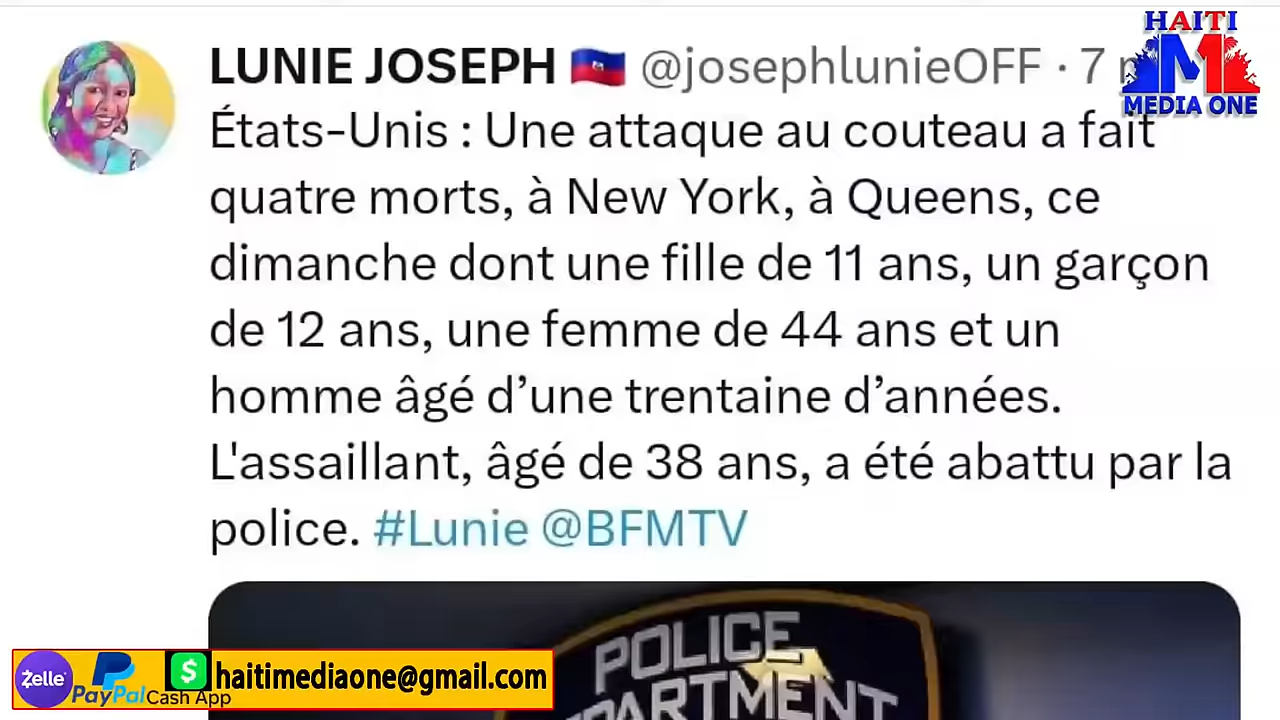 LUNIE JOSEPH 🇭🇹 @josephlunieOFF · 7
HAITI
M
MEDIA ONE
États-Unis : Une attaque au couteau a fait
quatre morts, à New York, à Queens, ce
dimanche dont une fille de 11 ans, un garçon
de 12 ans, une femme de 44 ans et un
homme âgé d’une trentaine d’années.
L'assaillant, âgé de 38 ans, a été abattu par la
police. #Lunie @BFMTV
POLICE
Zelle
PayPal
$
Cash App
haitimediaone@gmail.com